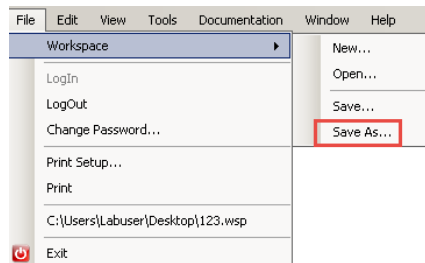 File Edit View Tools Documentation Window Help
Workspace
New...
Open...
Save...
Save As...
LogIn
LogOut
Change Password...
Print Setup...
Print
C:\Users\Labuser\Desktop\123.wsp
Exit